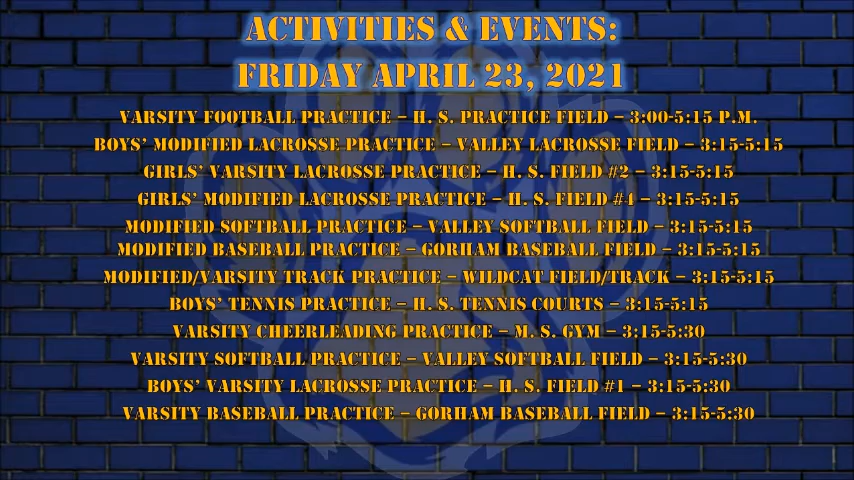 ACTIVITIES & EVENTS:
FRIDAY APRIL 23, 2021
VARSITY FOOTBALL PRACTICE – H. S. PRACTICE FIELD – 3:00-5:15 P.M.
BOYS' MODIFIED LACROSSE PRACTICE – VALLEY LACROSSE FIELD – 3:15-5:15
GIRLS' VARSITY LACROSSE PRACTICE – H. S. FIELD #2 – 3:15-5:15
GIRLS' MODIFIED LACROSSE PRACTICE – H. S. FIELD #4 – 3:15-5:15
MODIFIED SOFTBALL PRACTICE – VALLEY SOFTBALL FIELD – 3:15-5:15
MODIFIED BASEBALL PRACTICE – GORHAM BASEBALL FIELD – 3:15-5:15
MODIFIED/VARSITY TRACK PRACTICE – WILDCAT FIELD/TRACK – 3:15-5:15
BOYS' TENNIS PRACTICE – H. S. TENNIS COURTS – 3:15-5:15
VARSITY CHEERLEADING PRACTICE – M. S. GYM – 3:15-5:30
VARSITY SOFTBALL PRACTICE – VALLEY SOFTBALL FIELD – 3:15-5:30
BOYS' VARSITY LACROSSE PRACTICE – H. S. FIELD #1 – 3:15-5:30
VARSITY BASEBALL PRACTICE – GORHAM BASEBALL FIELD – 3:15-5:30